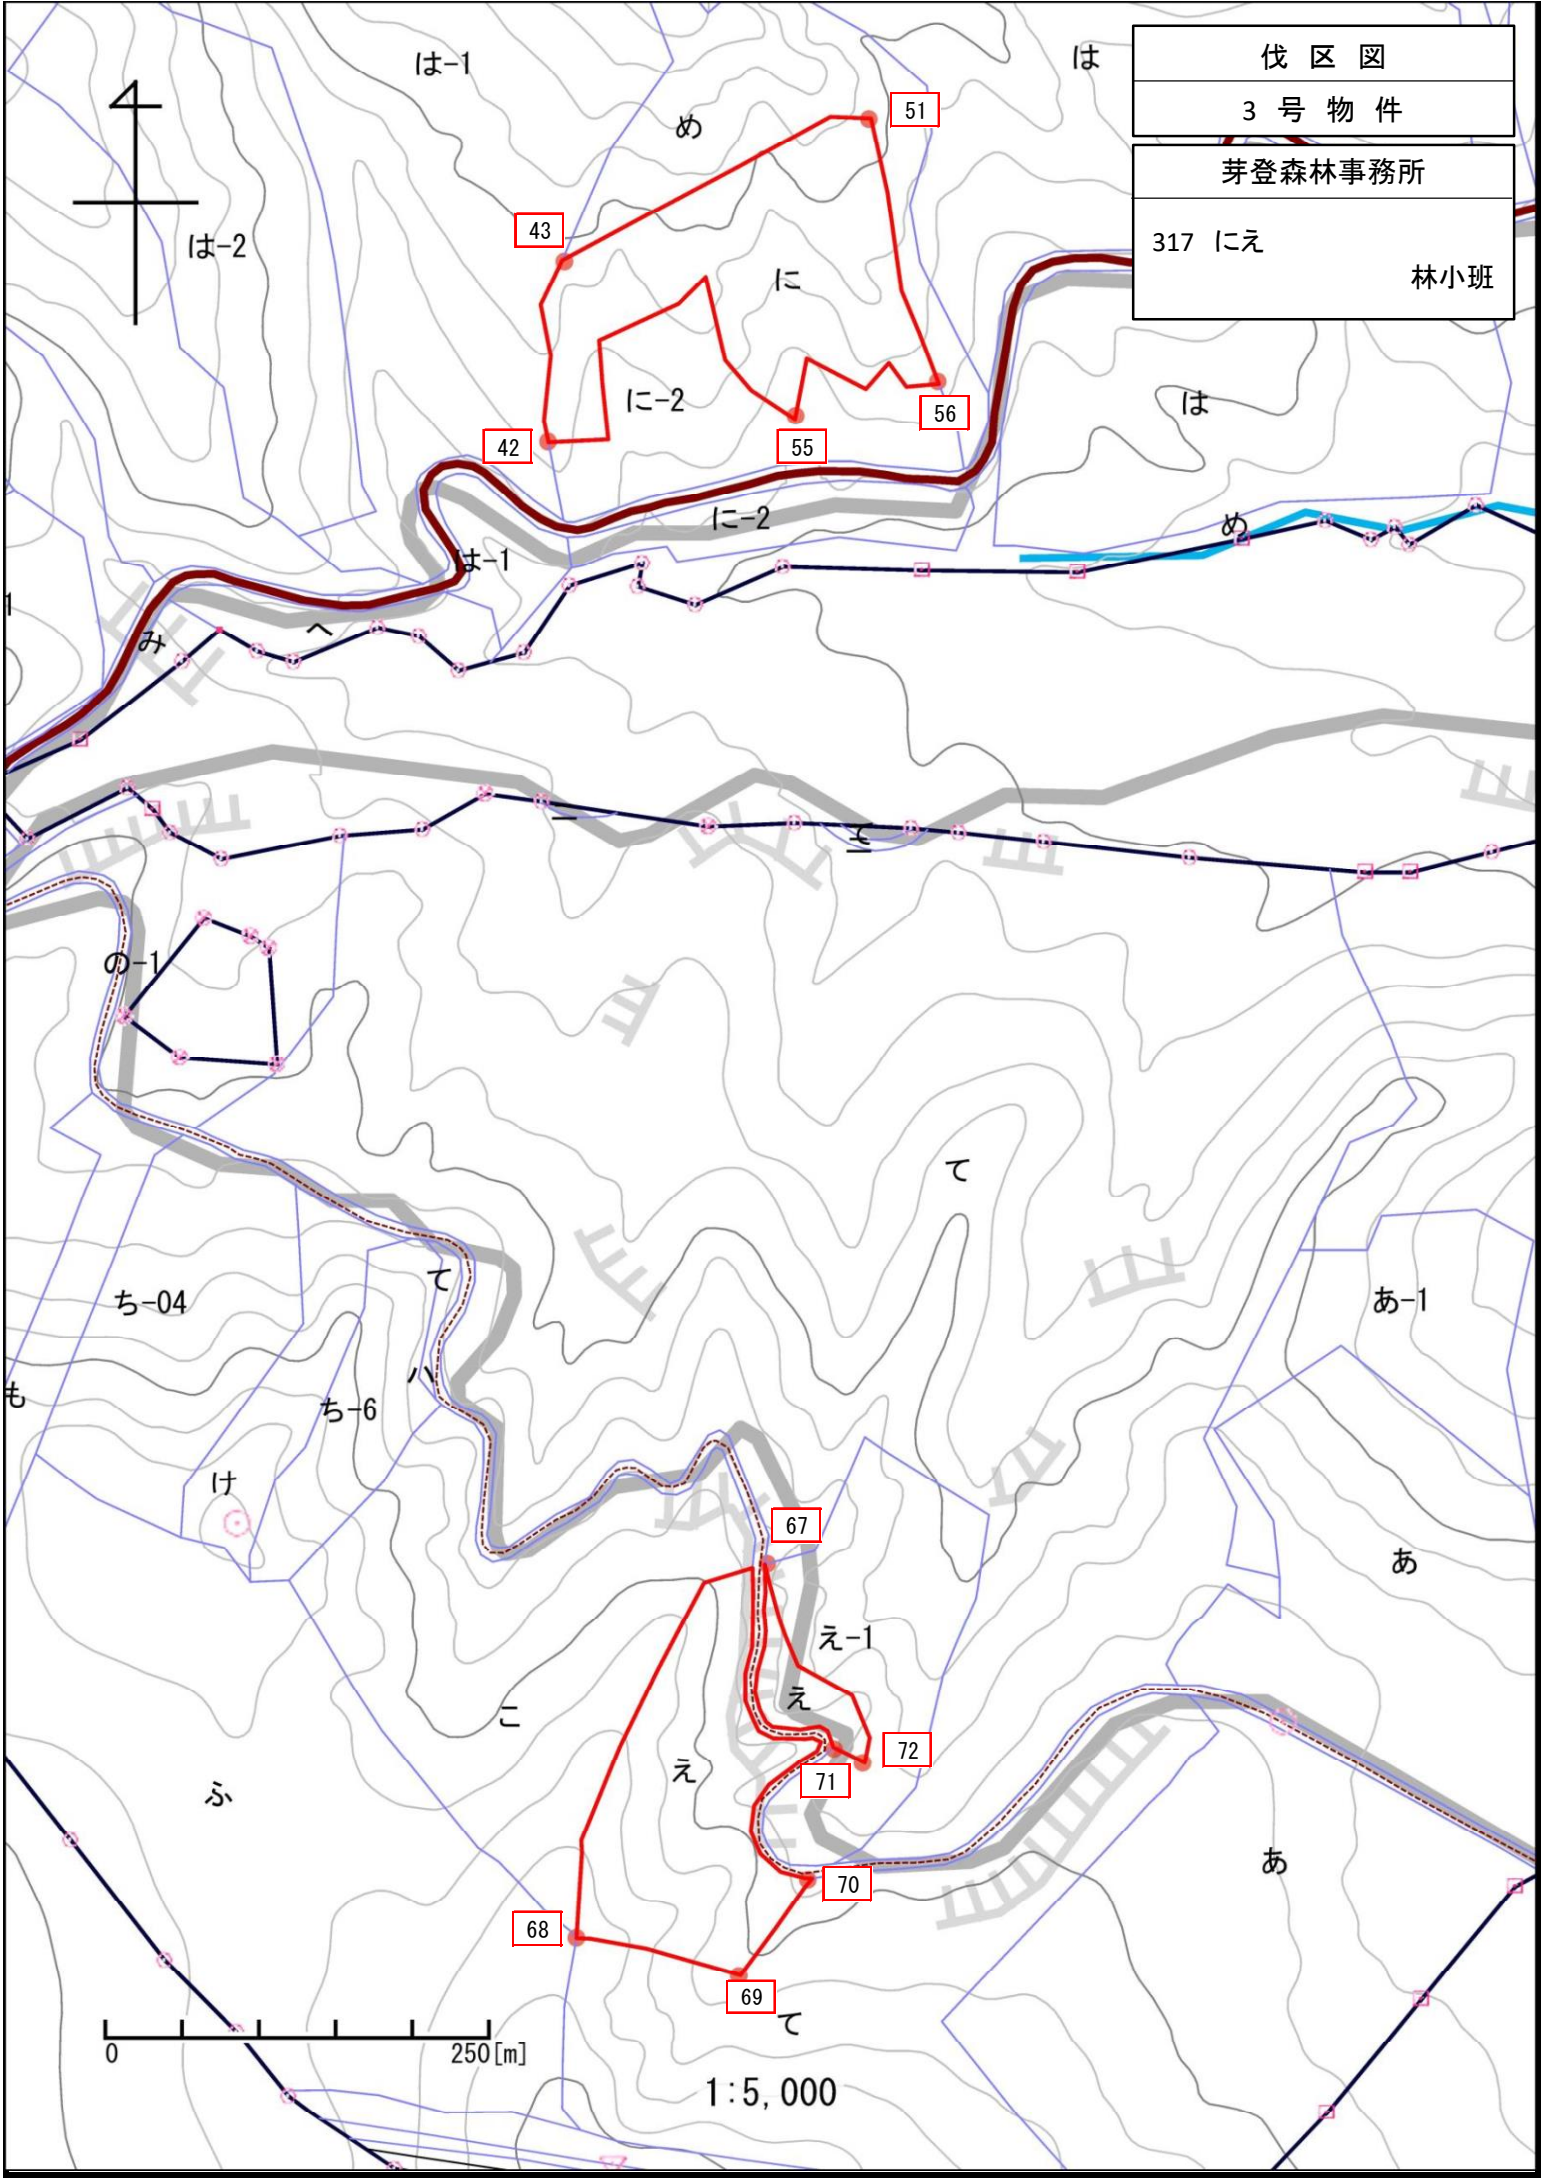 伐区図
3号物件
芽登森林事務所
317 にえ
林小班
は-1
は
め
51
43
は-2
に
に-2
56
42
55
は
に-2
め
は-1
1
へ
み
ニ
の-1
て
ち-04
て
あ-1
ハ
も
ち-6
け
67
あ
え-1
え
こ
72
え
71
ふ
あ
70
68
69
て
0
250[m]
1:5,000